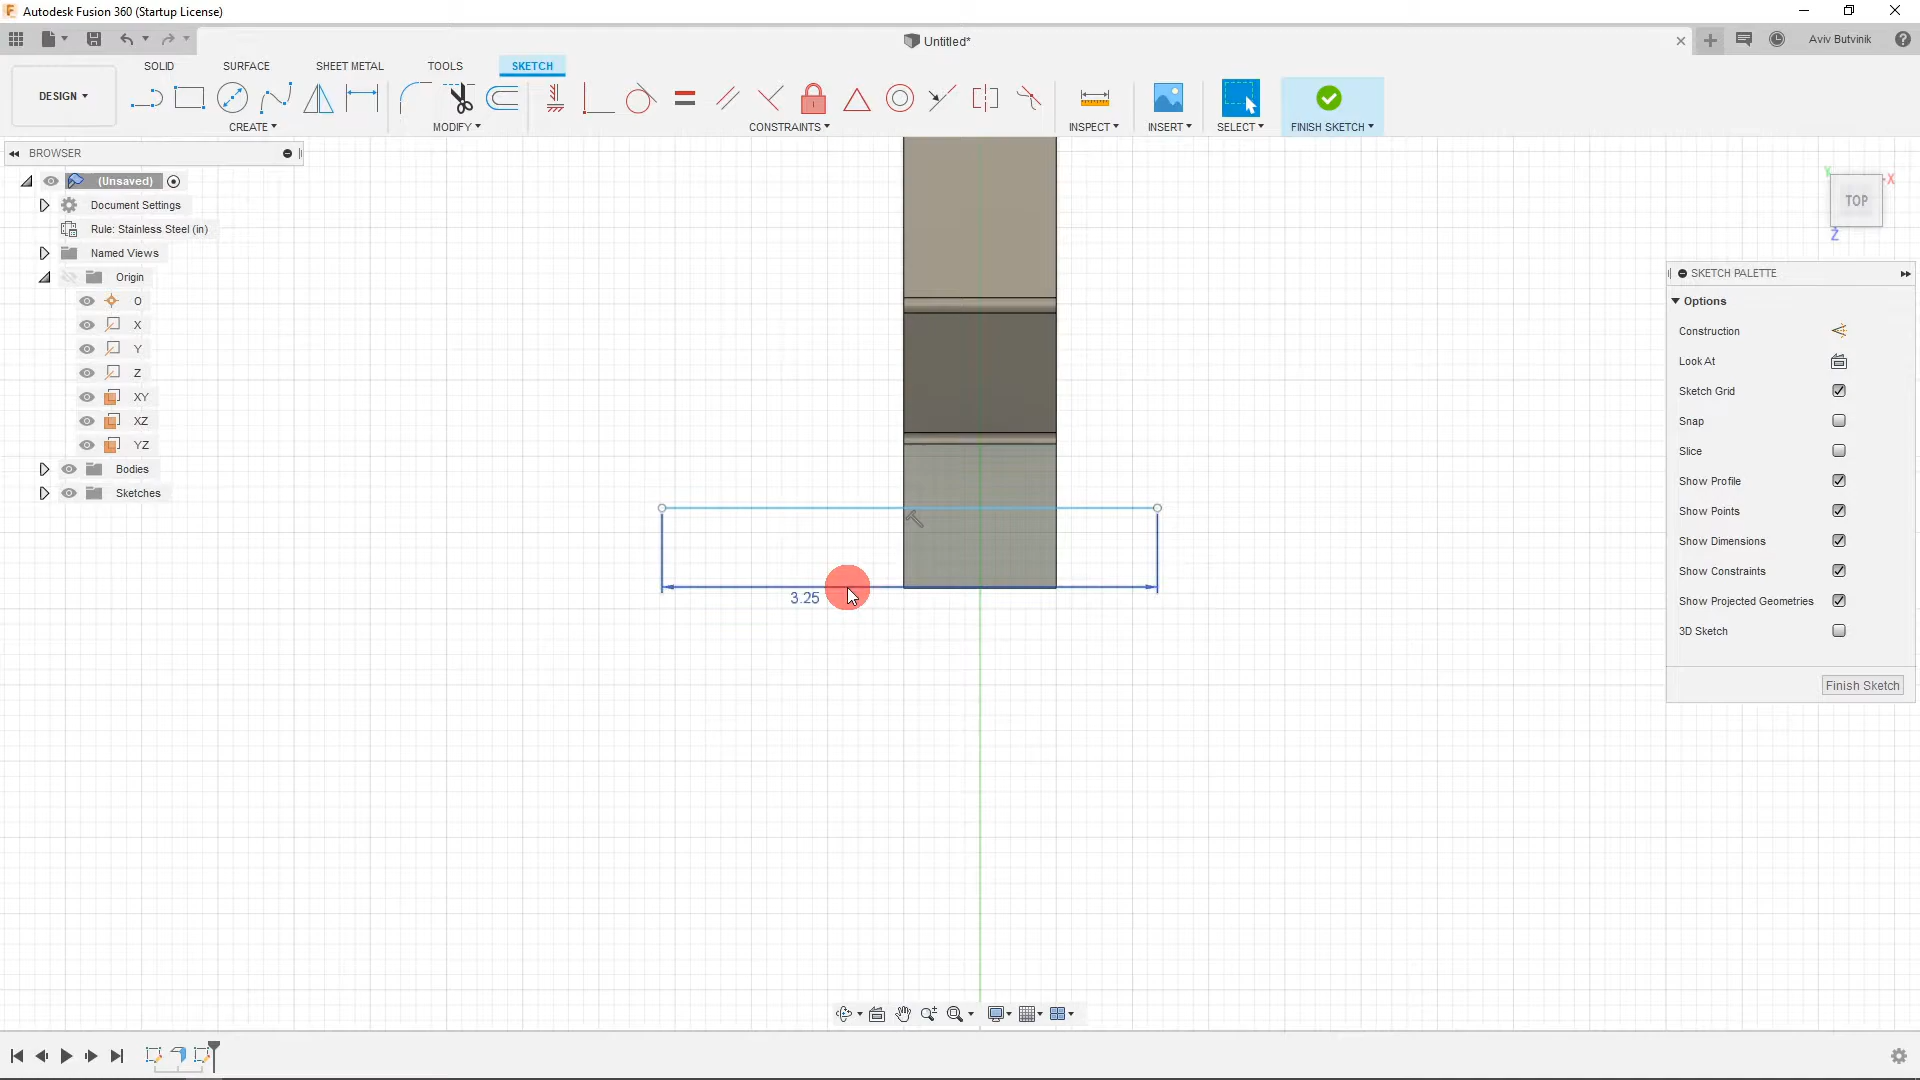 Autodesk Fusion 360 (Startup License)
Untitled*
Aviv Butvinik
SOLID SURFACE SHEET METAL TOOLS SKETCH
DESIGN
CREATE MODIFY CONSTRAINTS INSPECT INSERT SELECT FINISH SKETCH
BROWSER
(Unsaved)
Document Settings
Rule: Stainless Steel (in)
Named Views
Origin
O
X
Y
Z
XY
XZ
YZ
Bodies
Sketches
3.25
Y
X
TOP
Z
SKETCH PALETTE
Options
Construction
Look At
Sketch Grid
Snap
Slice
Show Profile
Show Points
Show Dimensions
Show Constraints
Show Projected Geometries
3D Sketch
Finish Sketch